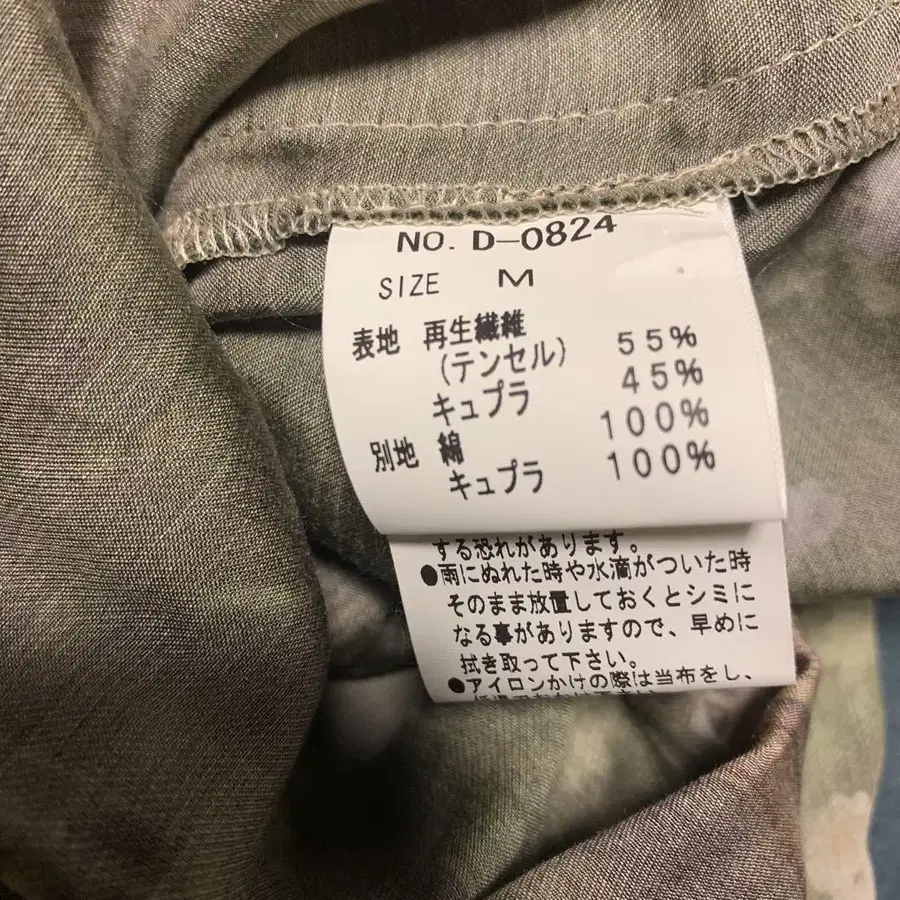 NO. D-0824
SIZE M
表地 再生繊維
(テンセル) 55%
キュプラ 45%
別地 綿 100%
キュプラ 100%
する恐れがあります。
●雨にぬれた時や水滴がついた時
そのまま放置しておくとシミに
なる事がありますので、早めに
拭き取って下さい。
●アイロンかけの際は当布をし、